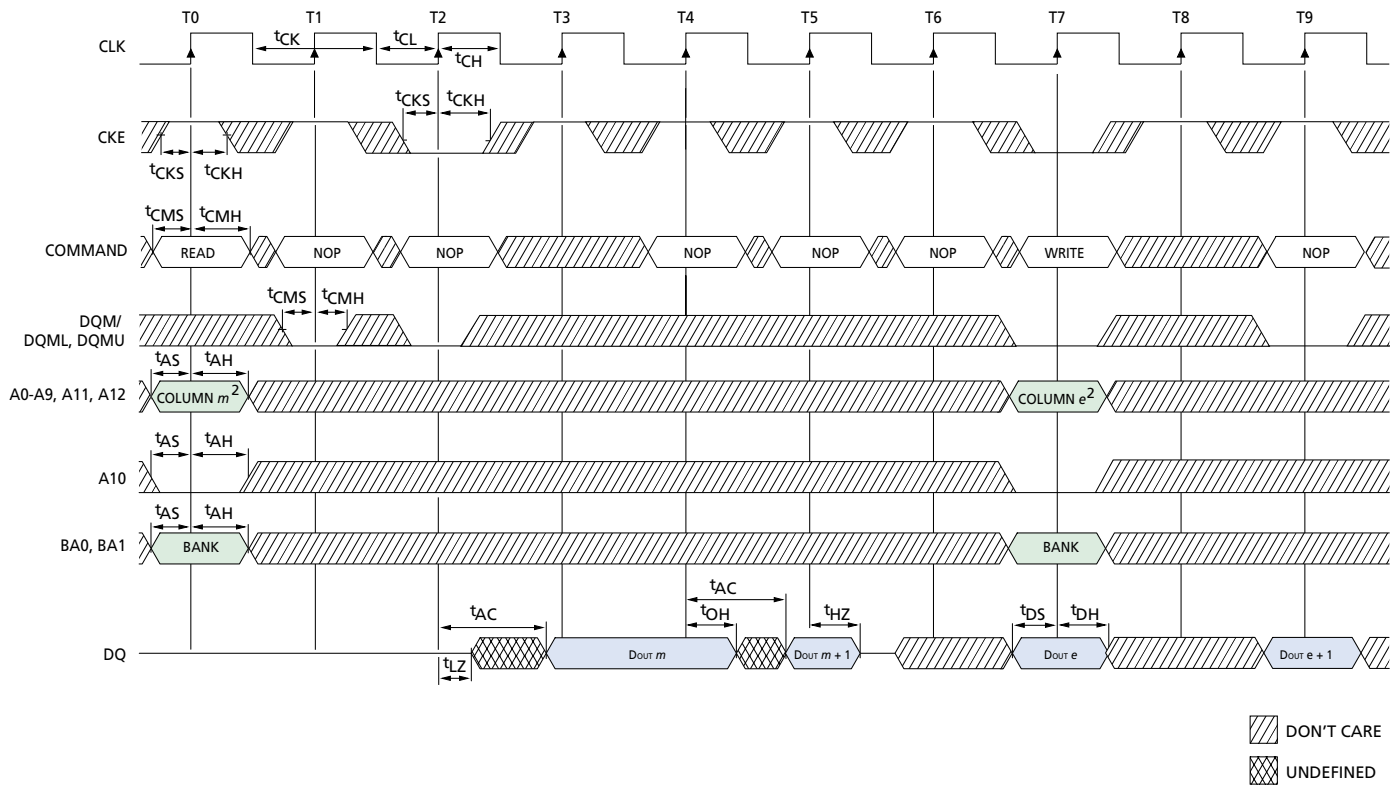 T0 T1 T2 T3 T4 T5 T6 T7 T8 T9
CLK
tCK tCL
tCH
tCKS tCKH
CKE
tCKS tCKH
tCMS tCMH
COMMAND READ NOP NOP NOP NOP NOP WRITE NOP
tCMS tCMH
DQM/
DQML, DQMU
tAS tAH
A0-A9, A11, A12 COLUMN m 2 COLUMN e2
tAS tAH
A10
tAS tAH
BA0, BA1 BANK BANK
tAC tAC
tOH tHZ tDS tDH
DQ DOUT m DOUT m + 1 DOUT e DOUT e + 1
tLZ
DON'T CARE
UNDEFINED